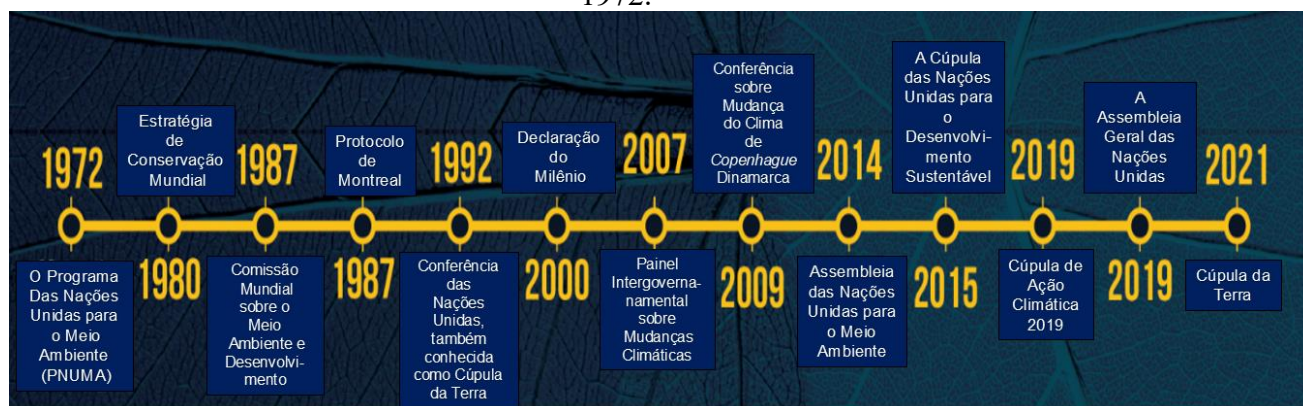 1972.
1972
O Programa
Das Nações
Unidas para
o Meio
Ambiente
(PNUMA)
Estratégia
de
Conservação
Mundial
1980
1987
Comissão
Mundial
sobre o
Meio
Ambiente e
Desenvolvi-
mento
Protocolo
de
Montreal
1987
1992
Conferência
das
Nações
Unidas,
também
conhecida
como Cúpula
da Terra
Declaração
do
Milênio
2000
2007
Painel
Intergoverna-
namental
sobre
Mudanças
Climáticas
Conferência
sobre
Mudança
do Clima
de
Copenhague
Dinamarca
2009
2014
Assembleia
das Nações
Unidas para
o Meio
Ambiente
A Cúpula
das Nações
Unidas para
o
Desenvolvi-
mento
Sustentável
2015
2019
Cúpula de
Ação
Climática
2019
A
Assembleia
Geral das
Nações
Unidas
2019
2021
Cúpula da
Terra